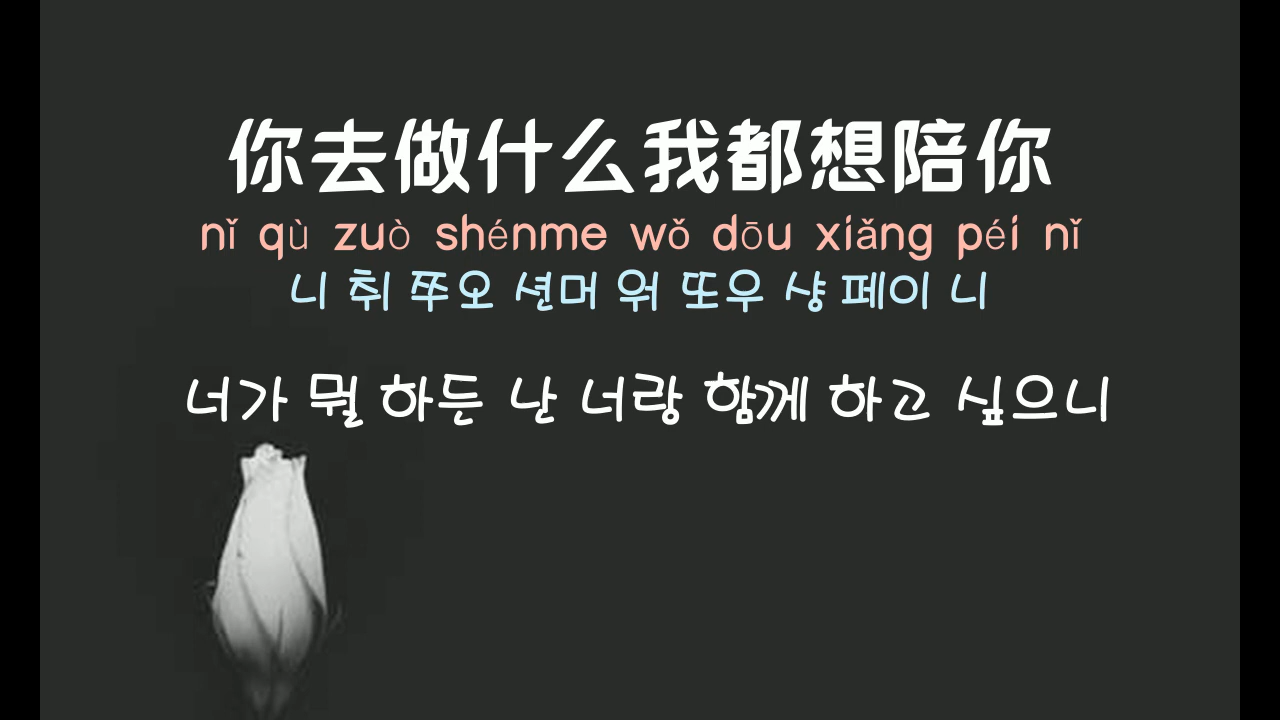 你去做什么我都想陪你
nǐ qù zuò shénme wǒ dōu xiǎng péi nǐ
니 취 쭈오 션머 워 또우 샹 페이 니
너가 뭘 하든 난 너랑 함께 하고 싶으니